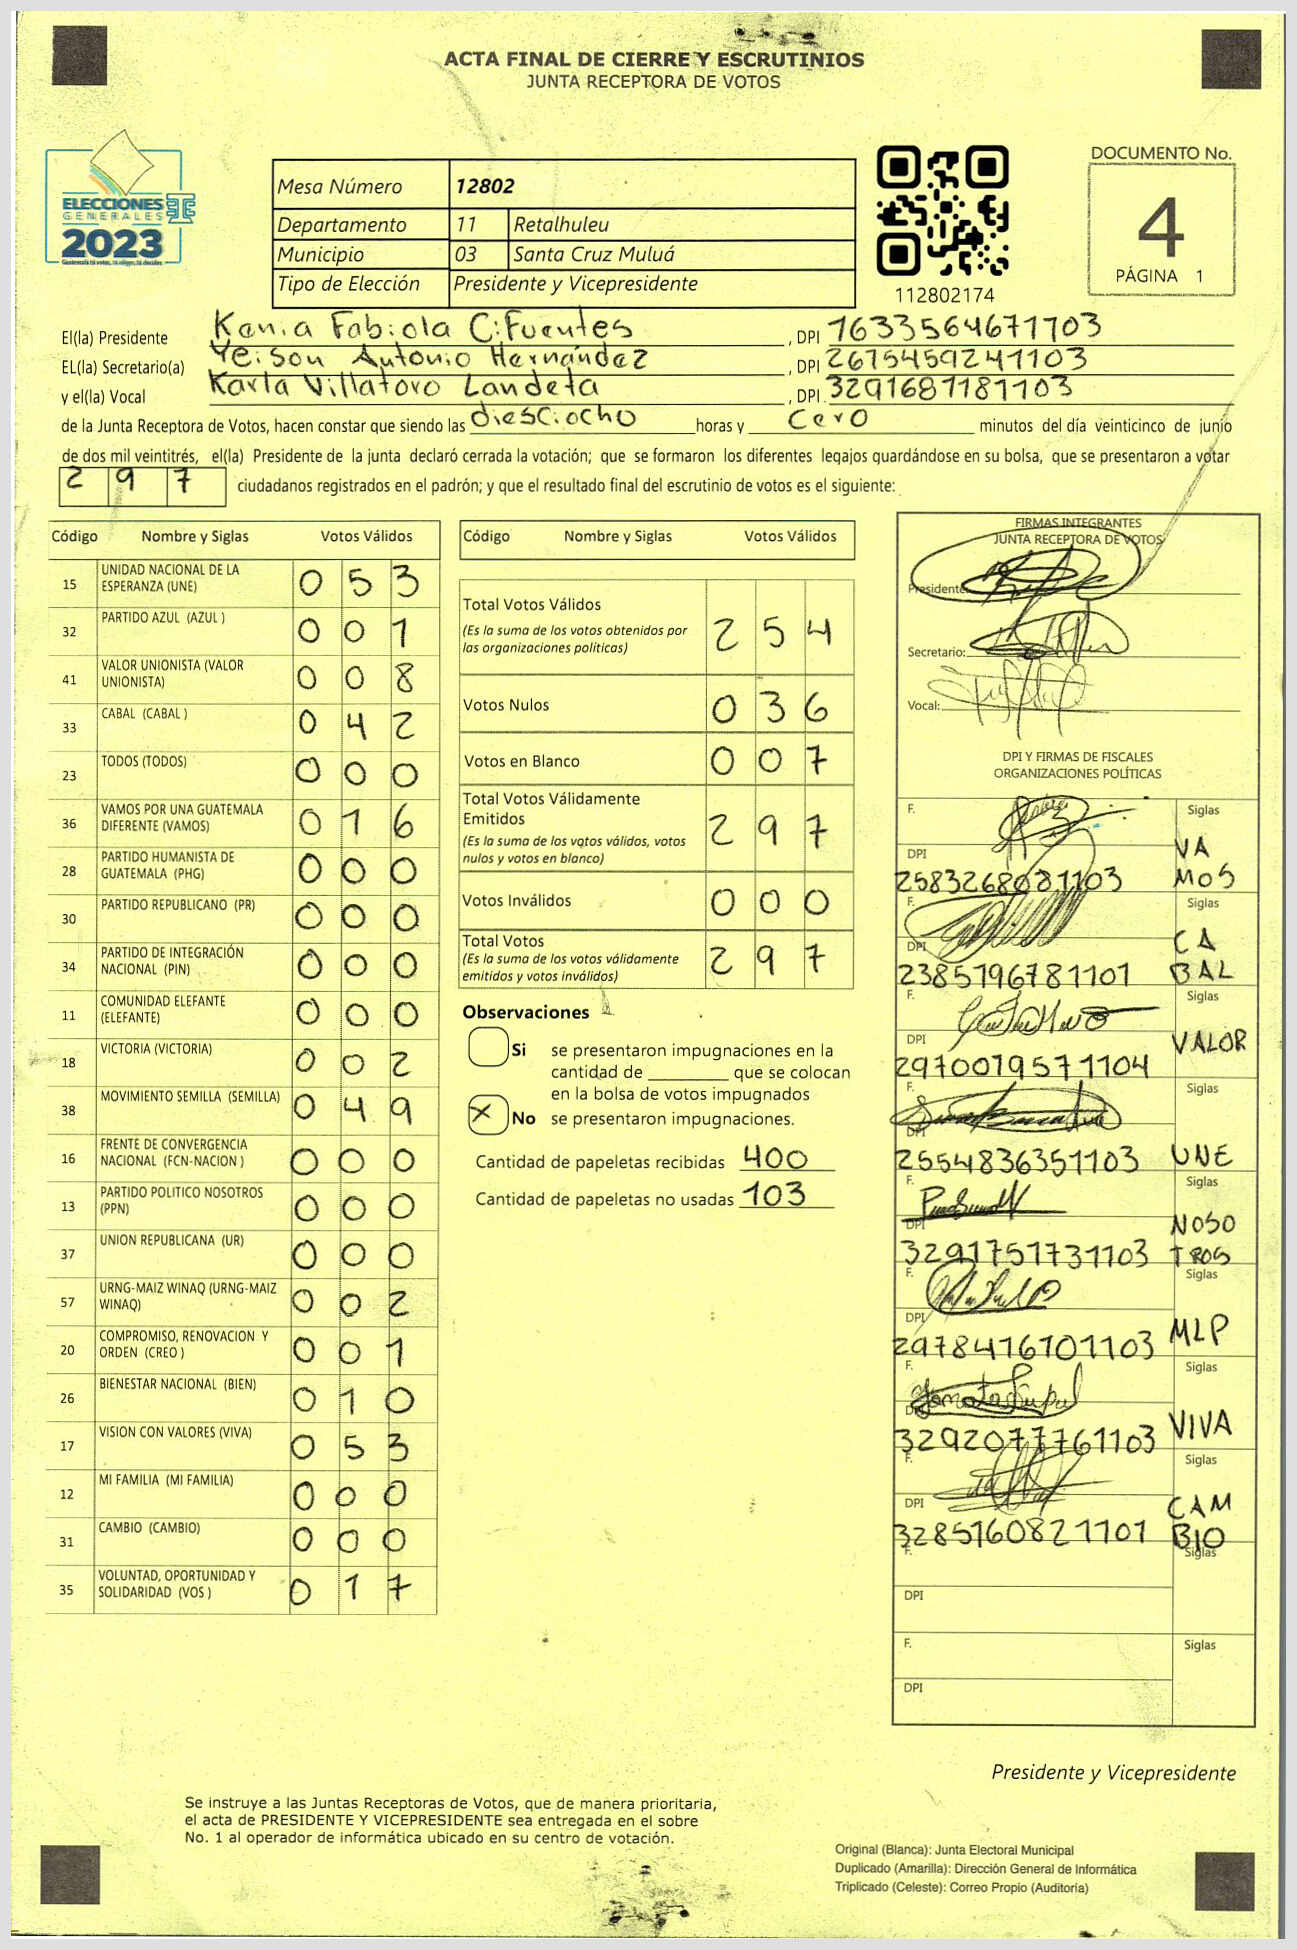 ACTA FINAL DE CIERRE Y ESCRUTINIOS
JUNTA RECEPTORA DE VOTOS
ELECCIONES
GENERALES
2023
Mesa Número 12802
Departamento 11 Retalhuleu
Municipio 03 Santa Cruz Muluá
Tipo de Elección Presidente y Vicepresidente
112802174
DOCUMENTO No.
4
PÁGINA 1
El(la) Presidente Kenia Fabiola Cifuentes , DPI 1633564671103
EL(la) Secretario(a) Yeison Antonio Hernández , DPI 2675459241103
y el(la) Vocal Karla Villatoro Landeta , DPI 3291687181103
de la Junta Receptora de Votos, hacen constar que siendo las diesciocho horas y cero minutos del día veinticinco de junio
de dos mil veintitrés, el(la) Presidente de la junta declaró cerrada la votación; que se formaron los diferentes legajos guardándose en su bolsa, que se presentaron a votar
297 ciudadanos registrados en el padrón; y que el resultado final del escrutinio de votos es el siguiente:
Código Nombre y Siglas Votos Válidos
15 UNIDAD NACIONAL DE LA ESPERANZA (UNE) 0 5 3
32 PARTIDO AZUL (AZUL ) 0 0 1
41 VALOR UNIONISTA (VALOR UNIONISTA) 0 0 8
33 CABAL (CABAL ) 0 4 2
23 TODOS (TODOS) 0 0 0
36 VAMOS POR UNA GUATEMALA DIFERENTE (VAMOS) 0 1 6
28 PARTIDO HUMANISTA DE GUATEMALA (PHG) 0 0 0
30 PARTIDO REPUBLICANO (PR) 0 0 0
34 PARTIDO DE INTEGRACIÓN NACIONAL (PIN) 0 0 0
11 COMUNIDAD ELEFANTE (ELEFANTE) 0 0 0
18 VICTORIA (VICTORIA) 0 0 2
38 MOVIMIENTO SEMILLA (SEMILLA) 0 4 9
16 FRENTE DE CONVERGENCIA NACIONAL (FCN-NACION ) 0 0 0
13 PARTIDO POLITICO NOSOTROS (PPN) 0 0 0
37 UNION REPUBLICANA (UR) 0 0 0
57 URNG-MAIZ WINAQ (URNG-MAIZ WINAQ) 0 0 2
20 COMPROMISO, RENOVACION Y ORDEN (CREO ) 0 0 1
26 BIENESTAR NACIONAL (BIEN) 0 1 0
17 VISION CON VALORES (VIVA) 0 5 3
12 MI FAMILIA (MI FAMILIA) 0 0 0
31 CAMBIO (CAMBIO) 0 0 0
35 VOLUNTAD, OPORTUNIDAD Y SOLIDARIDAD (VOS ) 0 1 7
Código Nombre y Siglas Votos Válidos
Total Votos Válidos 2 5 4
(Es la suma de los votos obtenidos por
las organizaciones politicas)
Votos Nulos 0 3 6
Votos en Blanco 0 0 7
Total Votos Válidamente
Emitidos 2 9 7
(Es la suma de los votos válidos, votos
nulos y votos en blanco)
Votos Inválidos 0 0 0
Total Votos 2 9 7
(Es la suma de los votos válidamente
emitidos y votos inválidos)
Observaciones
Si se presentaron impugnaciones en la
cantidad de ________ que se colocan
en la bolsa de votos impugnados
X No se presentaron impugnaciones.
Cantidad de papeletas recibidas 400
Cantidad de papeletas no usadas 103
FIRMAS INTEGRANTES
JUNTA RECEPTORA DE VOTOS
Presidente:
Secretario:
Vocal:
DPI Y FIRMAS DE FISCALES
ORGANIZACIONES POLÍTICAS
F. Siglas
DPI 2583268081103 VAMOS
F. Siglas
DPI 2385196781101 CABAL
F. Siglas
DPI 2970019571104 VALOR
F. Siglas
DPI 2554836351103 UNE
F. Siglas
DPI 3291751731103 NOSOTROS
F. Siglas
DPI 2978416101103 MLP
F. Siglas
DPI 3292077761103 VIVA
F. Siglas
DPI 3285160821101 CAMBIO
F. Siglas
DPI
F. Siglas
DPI
Presidente y Vicepresidente
Se instruye a las Juntas Receptoras de Votos, que de manera prioritaria,
el acta de PRESIDENTE Y VICEPRESIDENTE sea entregada en el sobre
No. 1 al operador de informática ubicado en su centro de votación.
Original (Blanca): Junta Electoral Municipal
Duplicado (Amarilla): Dirección General de Informática
Triplicado (Celeste): Correo Propio (Auditoría)